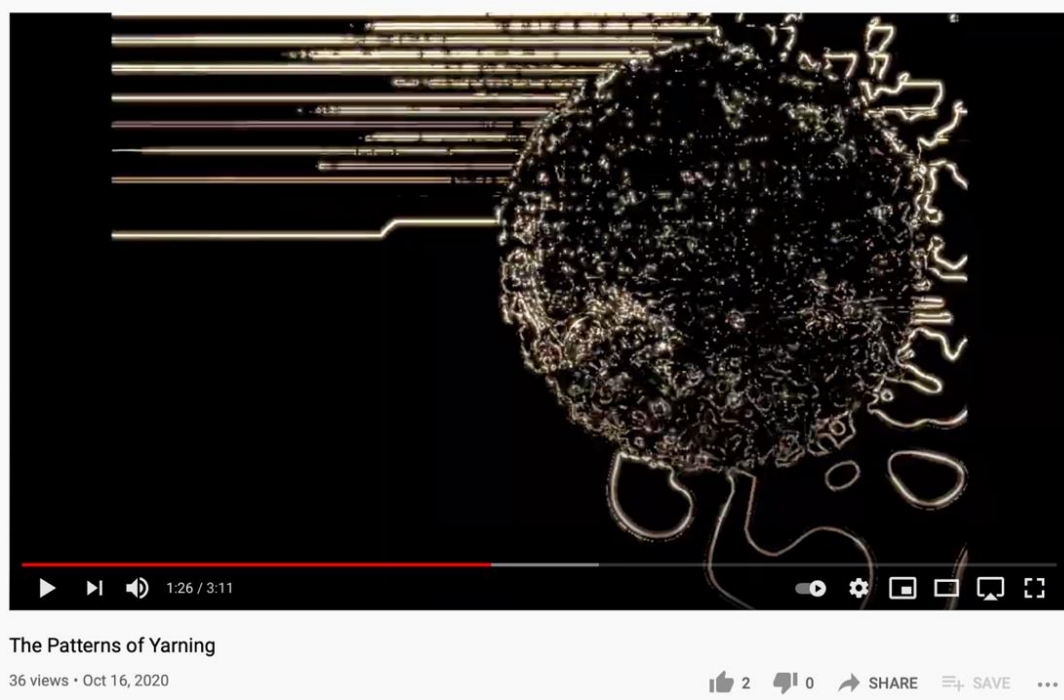 1:26 / 3:11
The Patterns of Yarning
36 views • Oct 16, 2020
2 0 SHARE SAVE